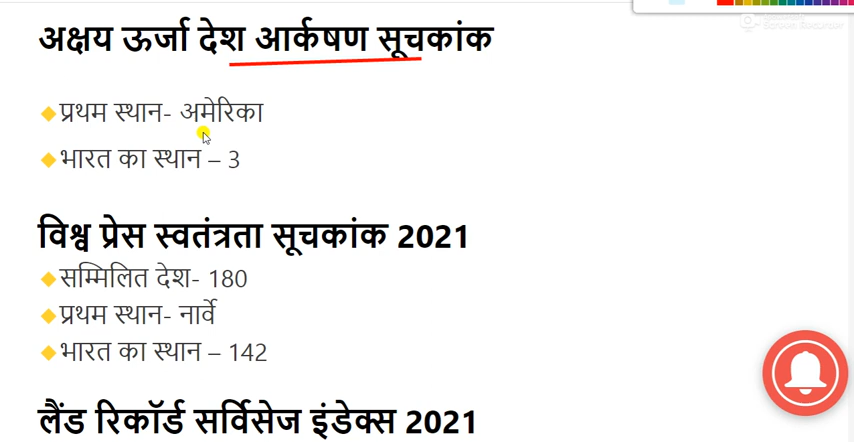 अक्षय ऊर्जा देश आर्कषण सूचकांक
प्रथम स्थान- अमेरिका
भारत का स्थान – 3
विश्व प्रेस स्वतंत्रता सूचकांक 2021
सम्मिलित देश- 180
प्रथम स्थान- नार्वे
भारत का स्थान – 142
लैंड रिकॉर्ड सर्विसेज इंडेक्स 2021